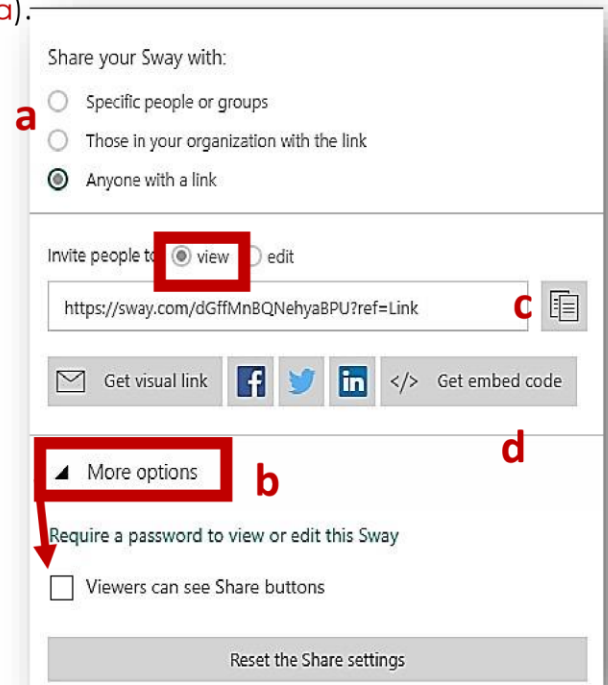 a).
Share your Sway with:
Specific people or groups
a
Those in your organization with the link
Anyone with a link
Invite people to view edit
https://sway.com/dGffMnBQNehyaBPU?ref=Link c
Get visual link f in </> Get embed code
d
More options b
Require a password to view or edit this Sway
Viewers can see Share buttons
Reset the Share settings